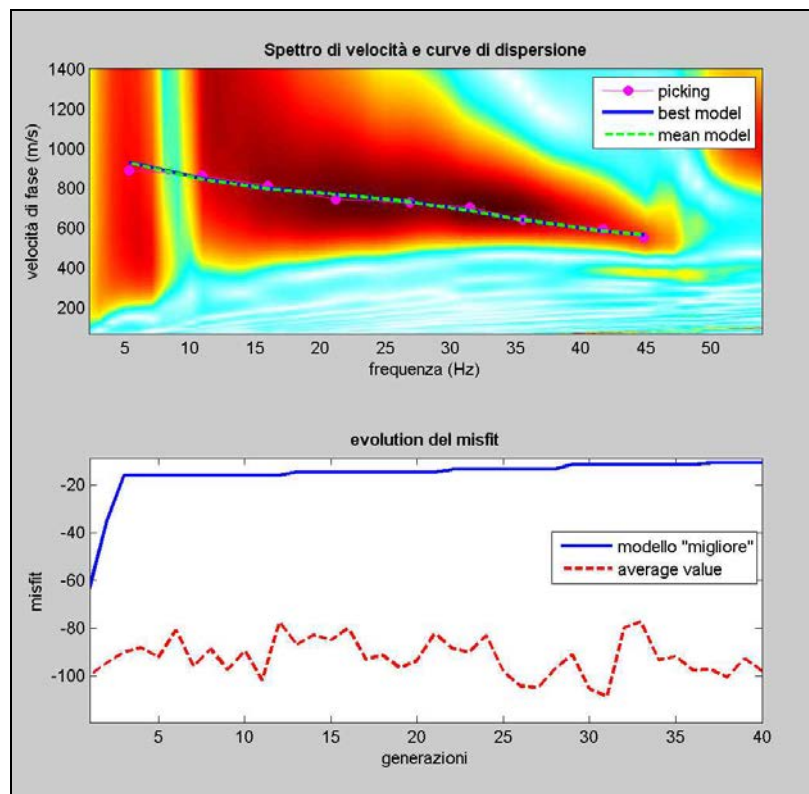 Spettro di velocità e curve di dispersione
1400
1200
1000
800
600
400
200
velocità di fase (m/s)
picking
best model
mean model
5 10 15 20 25 30 35 40 45 50
frequenza (Hz)
evolution del misfit
-20
-40
-60
-80
-100
misfit
modello "migliore"
average value
5 10 15 20 25 30 35 40
generazioni